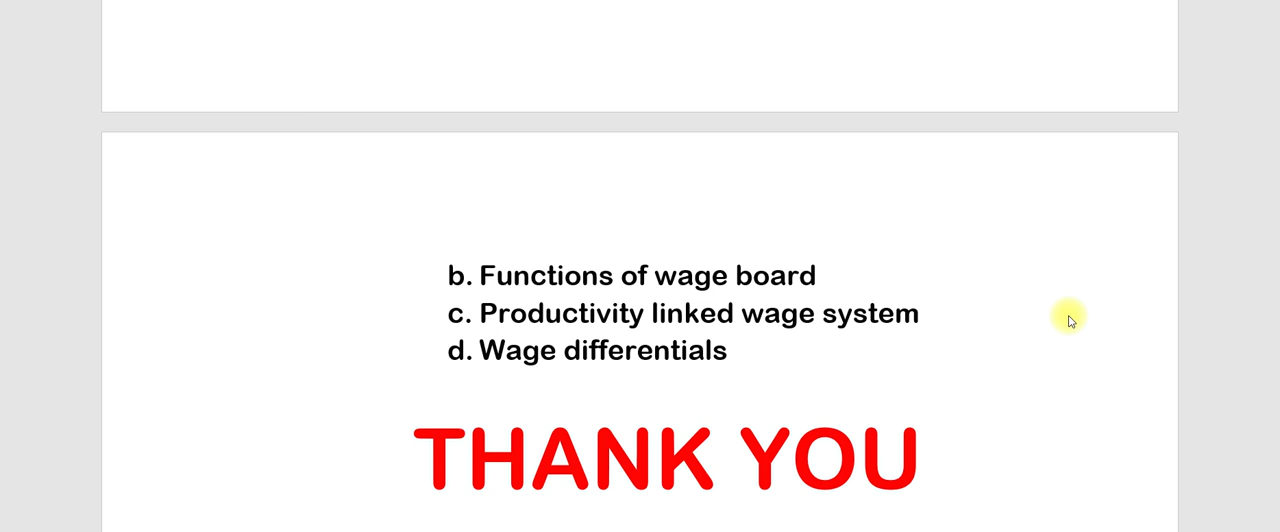 b. Functions of wage board
c. Productivity linked wage system
d. Wage differentials
THANK YOU